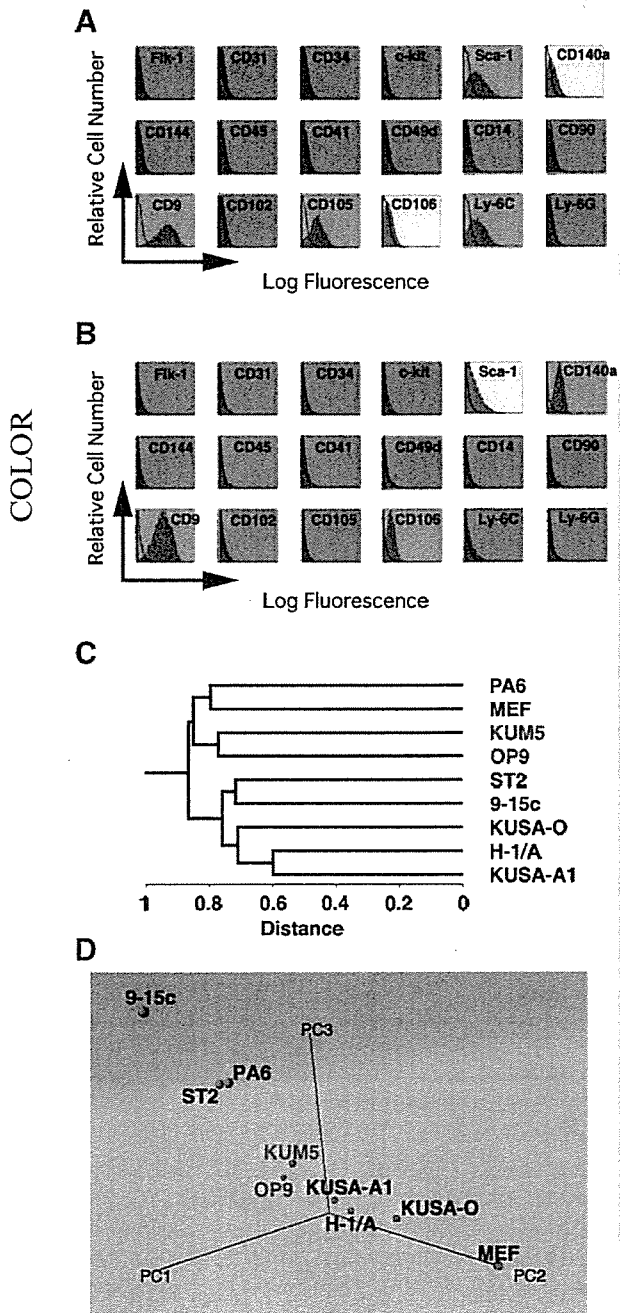 A
Flk-1 CD31 CD34 c-kit Sca-1 CD140a
CD144 CD45 CD41 CD49d CD14 CD90
CD9 CD102 CD105 CD106 Ly-6C Ly-6G
Relative Cell Number
Log Fluorescence
B
Flk-1 CD31 CD34 c-kit Sca-1 CD140a
CD144 CD45 CD41 CD49d CD14 CD90
CD9 CD102 CD105 CD106 Ly-6C Ly-6G
Relative Cell Number
Log Fluorescence
COLOR
C
PA6
MEF
KUM5
OP9
ST2
9-15c
KUSA-O
H-1/A
KUSA-A1
1 0.8 0.6 0.4 0.2 0
Distance
D
9-15c
PC3
PA6
ST2
KUM5
OP9
KUSA-A1
KUSA-O
H-1/A
MEF
PC1
PC2